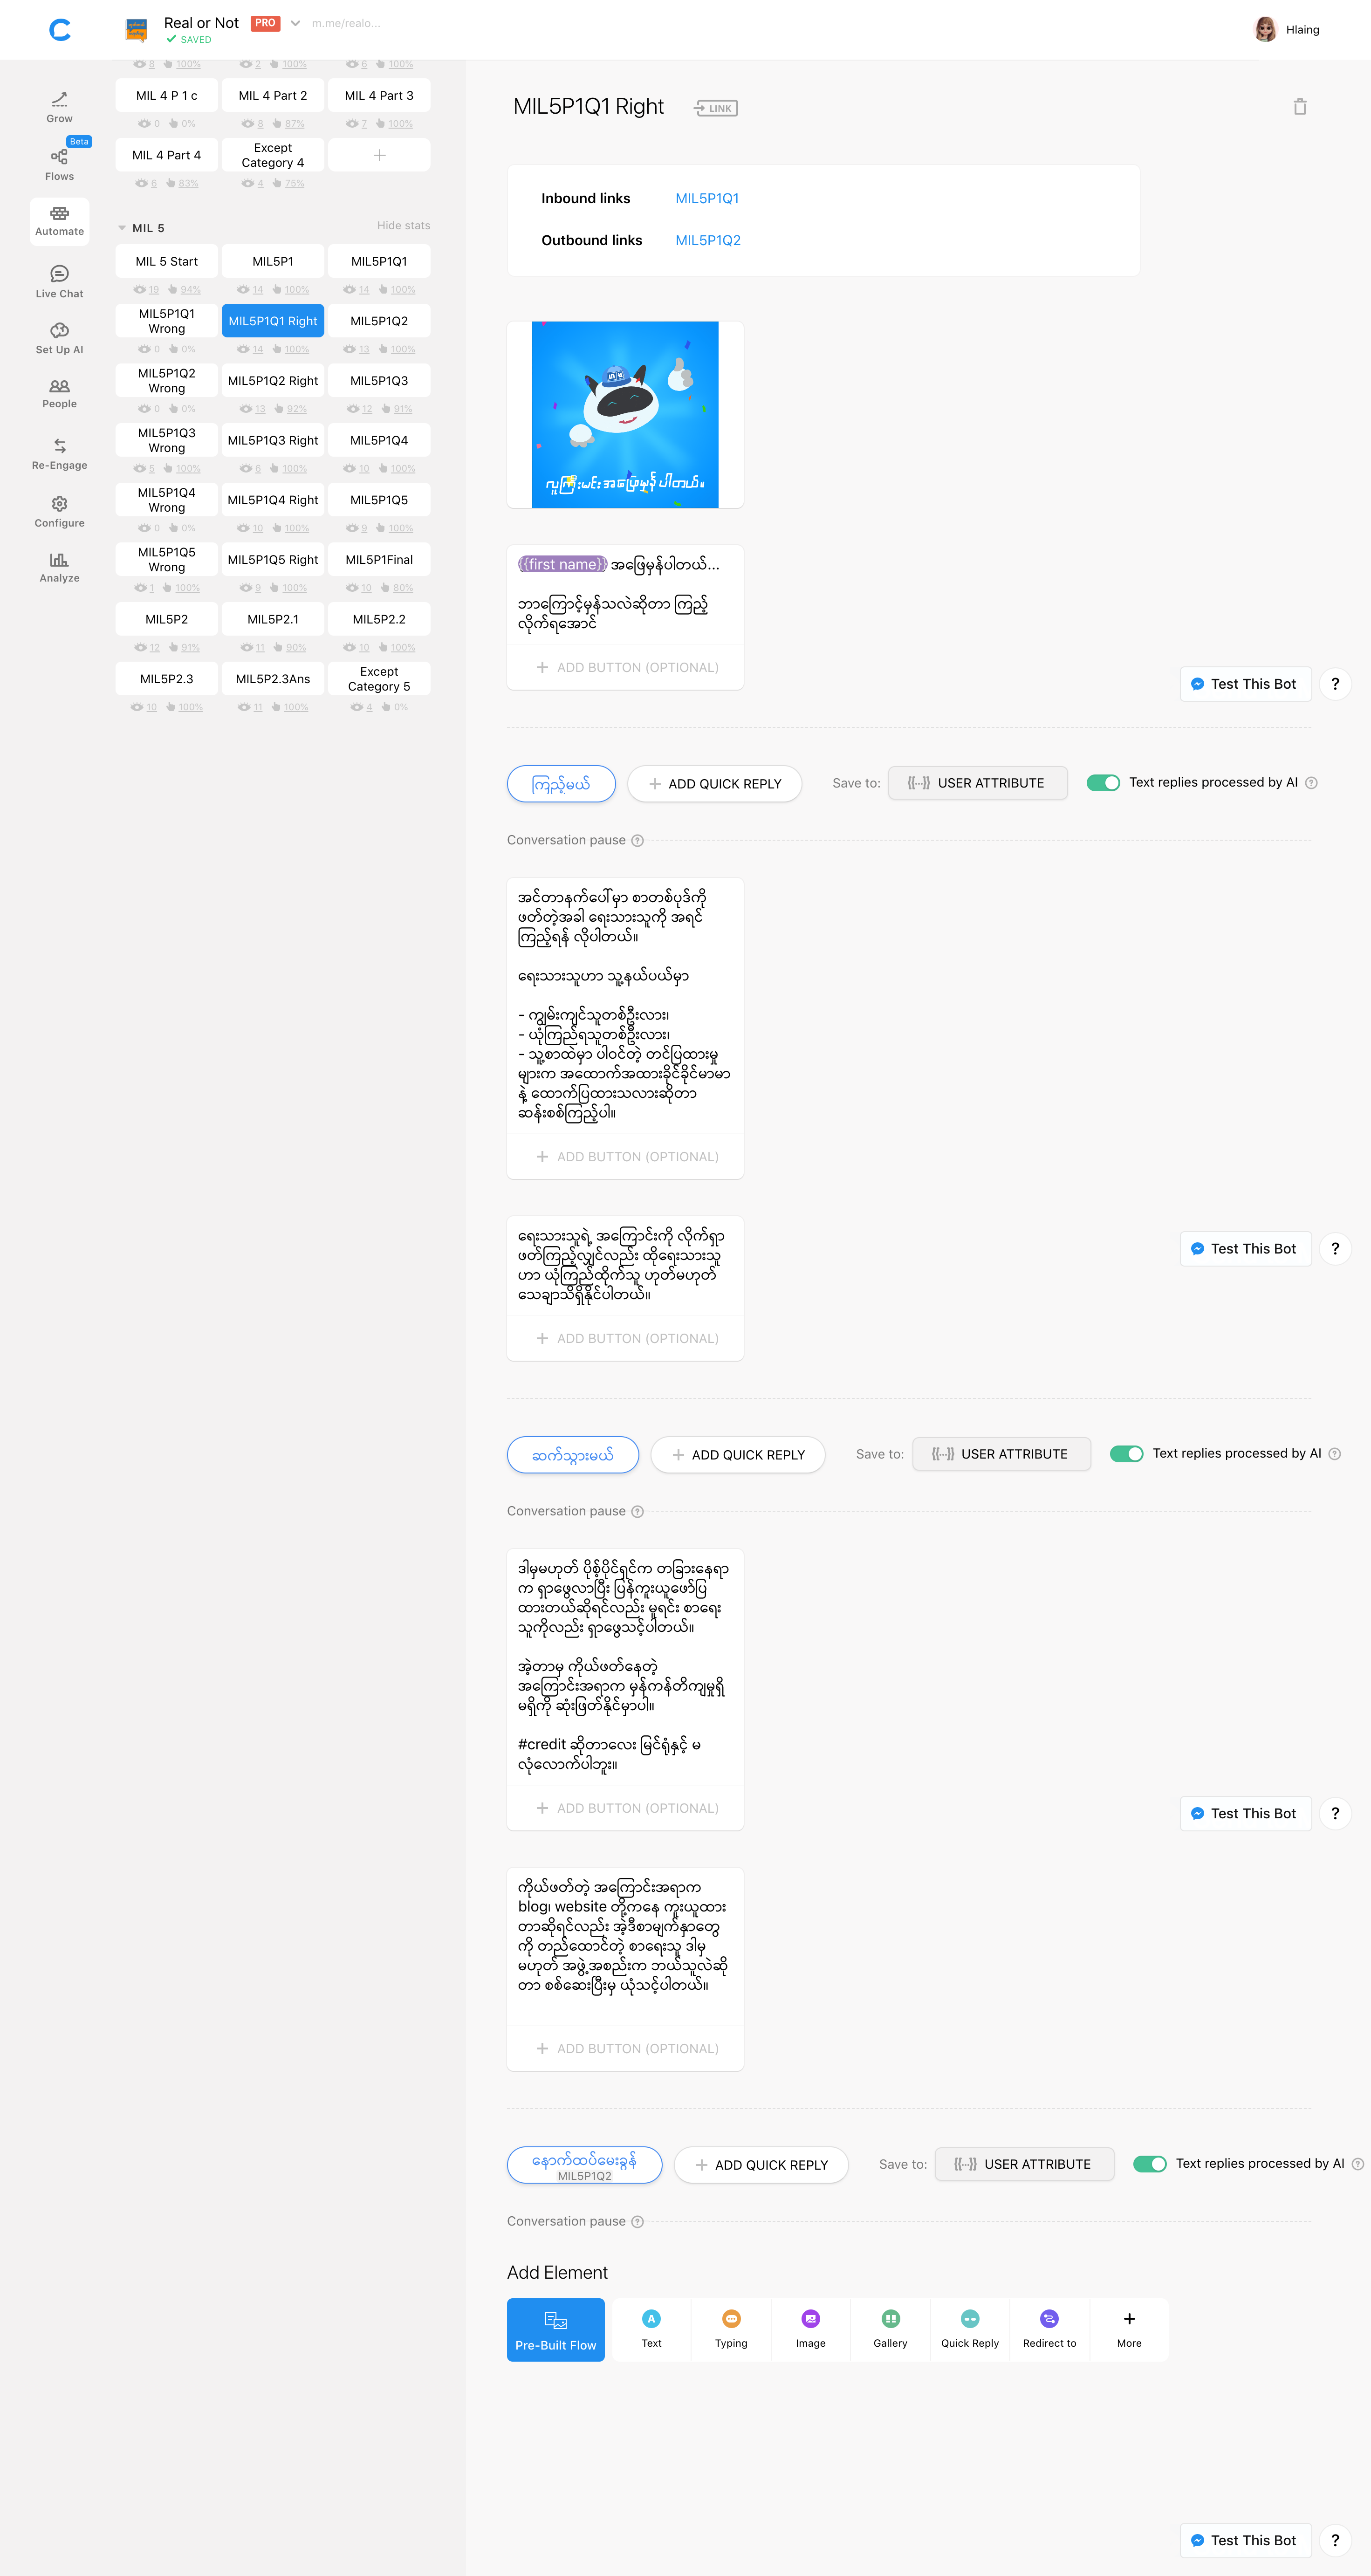 Real or Not PRO m.me/realo...
SAVED
Hlaing
Grow
Beta
Flows
Automate
Live Chat
Set Up AI
People
Re-Engage
Configure
Analyze
8 100% 2 100% 6 100%
MIL 4 P 1 c MIL 4 Part 2 MIL 4 Part 3
0 0% 8 87% 7 100%
MIL 4 Part 4 Except Category 4
6 83% 4 75%
MIL 5 Hide stats
MIL 5 Start MIL5P1 MIL5P1Q1
19 94% 14 100% 14 100%
MIL5P1Q1 Wrong MIL5P1Q1 Right MIL5P1Q2
0 0% 14 100% 13 100%
MIL5P1Q2 Wrong MIL5P1Q2 Right MIL5P1Q3
0 0% 13 92% 12 91%
MIL5P1Q3 Wrong MIL5P1Q3 Right MIL5P1Q4
5 100% 6 100% 10 100%
MIL5P1Q4 Wrong MIL5P1Q4 Right MIL5P1Q5
0 0% 10 100% 9 100%
MIL5P1Q5 Wrong MIL5P1Q5 Right MIL5P1Final
1 100% 9 100% 10 80%
MIL5P2 MIL5P2.1 MIL5P2.2
12 91% 11 90% 10 100%
MIL5P2.3 MIL5P2.3Ans Except Category 5
10 100% 11 100% 4 0%
MIL5P1Q1 Right LINK
Inbound links MIL5P1Q1
Outbound links MIL5P1Q2
လူကြီးမင်း အဖြေမှန်ပါတယ်။
{{first name}} အဖြေမှန်ပါတယ်...
ဘာကြောင့်မှန်သလဲဆိုတာ ကြည့်
လိုက်ရအောင်
ADD BUTTON (OPTIONAL)
Test This Bot ?
ကြည့်မယ် ADD QUICK REPLY Save to: {{...}} USER ATTRIBUTE Text replies processed by AI ?
Conversation pause ?
အင်တာနက်ပေါ်မှာ စာတစ်ပုဒ်ကို
ဖတ်တဲ့အခါ ရေးသားသူကို အရင်
ကြည့်ရန် လိုပါတယ်။
ရေးသားသူဟာ သူ့နယ်ပယ်မှာ
- ကျွမ်းကျင်သူတစ်ဦးလား၊
- ယုံကြည်ရသူတစ်ဦးလား၊
- သူ့စာထဲမှာ ပါဝင်တဲ့ တင်ပြထားမှု
များက အထောက်အထားခိုင်ခိုင်မာမာ
နဲ့ ထောက်ပြထားသလားဆိုတာ
ဆန်းစစ်ကြည့်ပါ။
ADD BUTTON (OPTIONAL)
ရေးသားသူရဲ့ အကြောင်းကို လိုက်ရှာ
ဖတ်ကြည့်လျှင်လည်း ထိုရေးသားသူ
ဟာ ယုံကြည်ထိုက်သူ ဟုတ်မဟုတ်
သေချာသိရှိနိုင်ပါတယ်။
ADD BUTTON (OPTIONAL)
Test This Bot ?
ဆက်သွားမယ် ADD QUICK REPLY Save to: {{...}} USER ATTRIBUTE Text replies processed by AI ?
Conversation pause ?
ဒါမှမဟုတ် ပိုစ့်ပိုင်ရှင်က တခြားနေရာ
က ရှာဖွေလာပြီး ပြန်ကူးယူဖော်ပြ
ထားတယ်ဆိုရင်လည်း မူရင်း စာရေး
သူကိုလည်း ရှာဖွေသင့်ပါတယ်။
အဲ့တာမှ ကိုယ်ဖတ်နေတဲ့
အကြောင်းအရာက မှန်ကန်တိကျမှုရှိ
မရှိကို ဆုံးဖြတ်နိုင်မှာပါ။
#credit ဆိုတာလေး မြင်ရုံနှင့် မ
လုံလောက်ပါဘူး။
ADD BUTTON (OPTIONAL)
Test This Bot ?
ကိုယ်ဖတ်တဲ့ အကြောင်းအရာက
blog၊ website တို့ကနေ ကူးယူထား
တာဆိုရင်လည်း အဲ့ဒီစာမျက်နှာတွေ
ကို တည်ထောင်တဲ့ စာရေးသူ ဒါမှ
မဟုတ် အဖွဲ့အစည်းက ဘယ်သူလဲဆို
တာ စစ်ဆေးပြီးမှ ယုံသင့်ပါတယ်။
ADD BUTTON (OPTIONAL)
နောက်ထပ်မေးခွန် ADD QUICK REPLY Save to: {{...}} USER ATTRIBUTE Text replies processed by AI ?
MIL5P1Q2
Conversation pause ?
Add Element
Pre-Built Flow Text Typing Image Gallery Quick Reply Redirect to More
Test This Bot ?